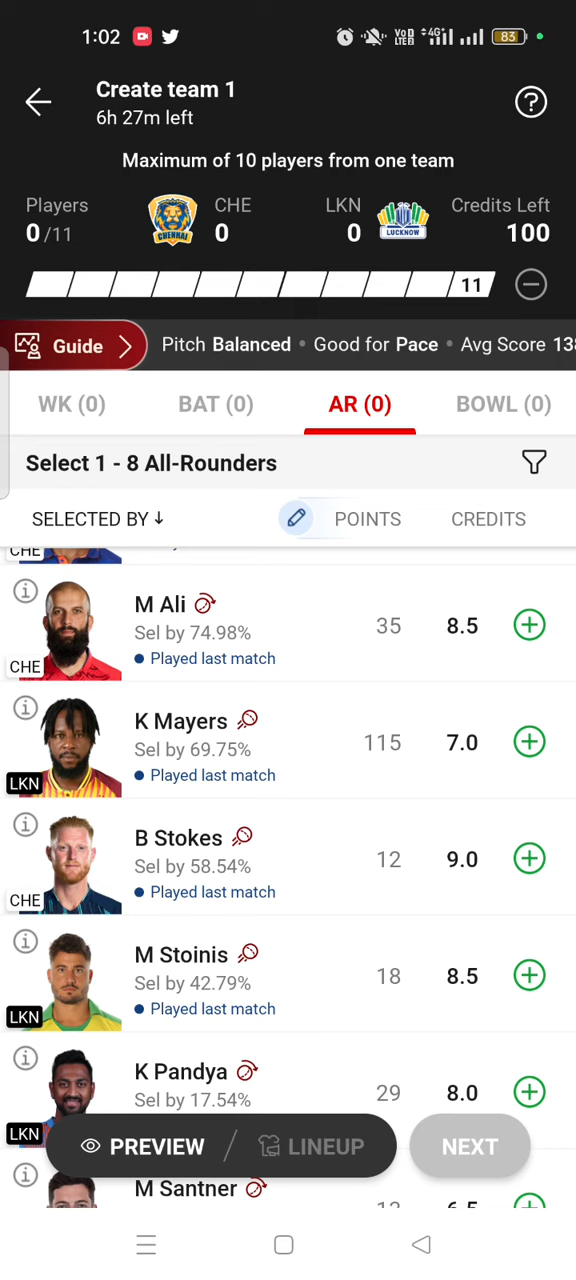 1:02 Vo) LTE2 4G 83
Create team 1
6h 27m left
Maximum of 10 players from one team
Players CHE LKN Credits Left
0/11 CHENNAI 0 0 LUCKNOW 100
11
Guide Pitch Balanced • Good for Pace • Avg Score 138
WK (0) BAT (0) AR (0) BOWL (0)
Select 1 - 8 All-Rounders
SELECTED BY ↓ POINTS CREDITS
CHE
M Ali
Sel by 74.98% 35 8.5
CHE • Played last match
K Mayers
Sel by 69.75% 115 7.0
LKN • Played last match
B Stokes
Sel by 58.54% 12 9.0
CHE • Played last match
M Stoinis
Sel by 42.79% 18 8.5
LKN • Played last match
K Pandya
Sel by 17.54% 29 8.0
LKN
PREVIEW / LINEUP NEXT
M Santner